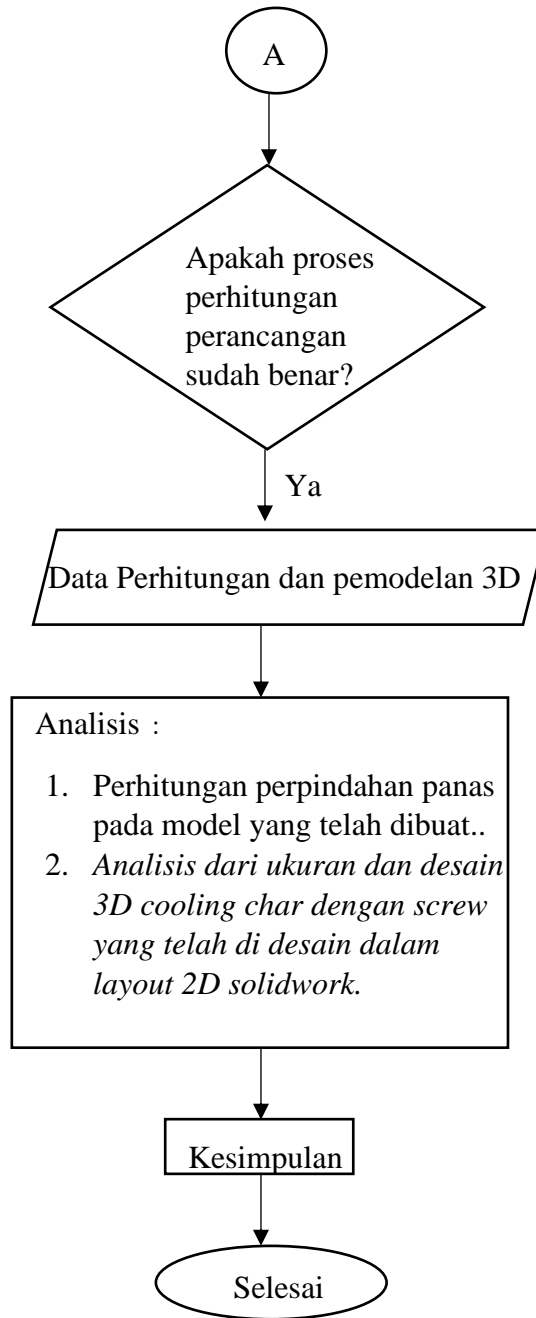 A
Apakah proses
perhitungan
perancangan
sudah benar?
Ya
Data Perhitungan dan pemodelan 3D
Analisis :
1. Perhitungan perpindahan panas
pada model yang telah dibuat..
2. Analisis dari ukuran dan desain
3D cooling char dengan screw
yang telah di desain dalam
layout 2D solidwork.
Kesimpulan
Selesai